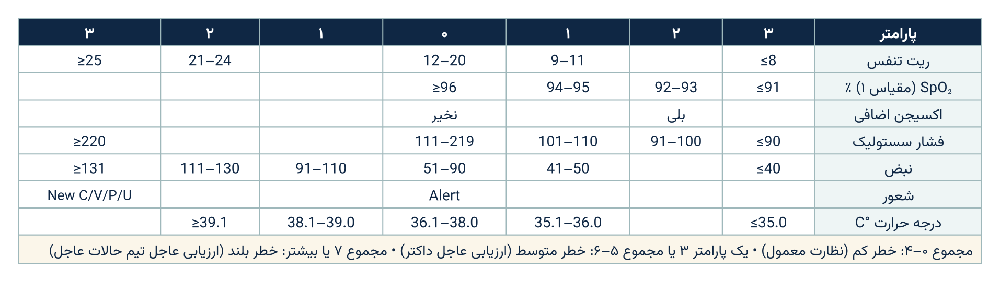 پارامتر ۳ ۲ ۱ ۰ ۱ ۲ ۳
ریت تنفس ≤8 9–11 12–20 21–24 ≥25
SpO₂ (مقیاس ۱) ٪ ≤91 92–93 94–95 ≥96
اکسیجن اضافی بلی نخیر
فشار سستولیک ≤90 91–100 101–110 111–219 ≥220
نبض ≤40 41–50 51–90 91–110 111–130 ≥131
شعور Alert New C/V/P/U
درجه حرارت °C ≤35.0 35.1–36.0 36.1–38.0 38.1–39.0 ≥39.1
مجموع ۰–۴: خطر کم (نظارت معمول) • یک پارامتر ۳ یا مجموع ۵–۶: خطر متوسط (ارزیابی عاجل داکتر) • مجموع ۷ یا بیشتر: خطر بلند (ارزیابی عاجل تیم حالات عاجل)